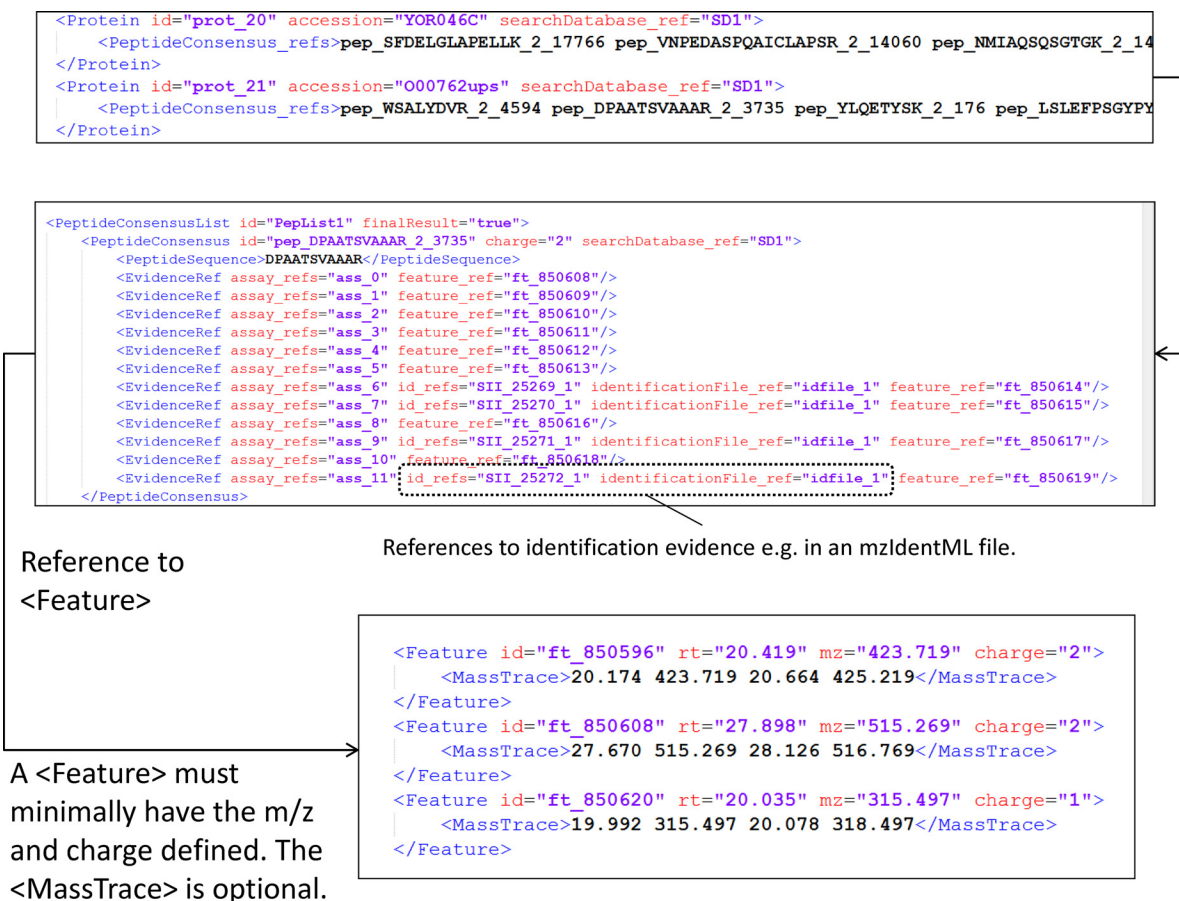 <Protein id="prot_20" accession="YOR046C" searchDatabase_ref="SD1">
<PeptideConsensus_refs>pep_SFDELGLAPELLK_2_17766 pep_VNPEDASPQAICLAPSR_2_14060 pep_NMIAQSQSGTGK_2_14
</Protein>
<Protein id="prot_21" accession="O00762ups" searchDatabase_ref="SD1">
<PeptideConsensus_refs>pep_WSALYDVR_2_4594 pep_DPAATSVAAAR_2_3735 pep_YLQETYSK_2_176 pep_LSLEFPSGYPY
</Protein>
<PeptideConsensusList id="PepList1" finalResult="true">
<PeptideConsensus id="pep_DPAATSVAAAR_2_3735" charge="2" searchDatabase_ref="SD1">
<PeptideSequence>DPAATSVAAAR</PeptideSequence>
<EvidenceRef assay_refs="ass_0" feature_ref="ft_850608"/>
<EvidenceRef assay_refs="ass_1" feature_ref="ft_850609"/>
<EvidenceRef assay_refs="ass_2" feature_ref="ft_850610"/>
<EvidenceRef assay_refs="ass_3" feature_ref="ft_850611"/>
<EvidenceRef assay_refs="ass_4" feature_ref="ft_850612"/>
<EvidenceRef assay_refs="ass_5" feature_ref="ft_850613"/>
<EvidenceRef assay_refs="ass_6" id_refs="SII_25269_1" identificationFile_ref="idfile_1" feature_ref="ft_850614"/>
<EvidenceRef assay_refs="ass_7" id_refs="SII_25270_1" identificationFile_ref="idfile_1" feature_ref="ft_850615"/>
<EvidenceRef assay_refs="ass_8" feature_ref="ft_850616"/>
<EvidenceRef assay_refs="ass_9" id_refs="SII_25271_1" identificationFile_ref="idfile_1" feature_ref="ft_850617"/>
<EvidenceRef assay_refs="ass_10" feature_ref="ft_850618"/>
<EvidenceRef assay_refs="ass_11" id_refs="SII_25272_1" identificationFile_ref="idfile_1" feature_ref="ft_850619"/>
</PeptideConsensus>
References to identification evidence e.g. in an mzIdentML file.
Reference to
<Feature>
<Feature id="ft_850596" rt="20.419" mz="423.719" charge="2">
<MassTrace>20.174 423.719 20.664 425.219</MassTrace>
</Feature>
<Feature id="ft_850608" rt="27.898" mz="515.269" charge="2">
<MassTrace>27.670 515.269 28.126 516.769</MassTrace>
</Feature>
<Feature id="ft_850620" rt="20.035" mz="315.497" charge="1">
<MassTrace>19.992 315.497 20.078 318.497</MassTrace>
</Feature>
A <Feature> must
minimally have the m/z
and charge defined. The
<MassTrace> is optional.